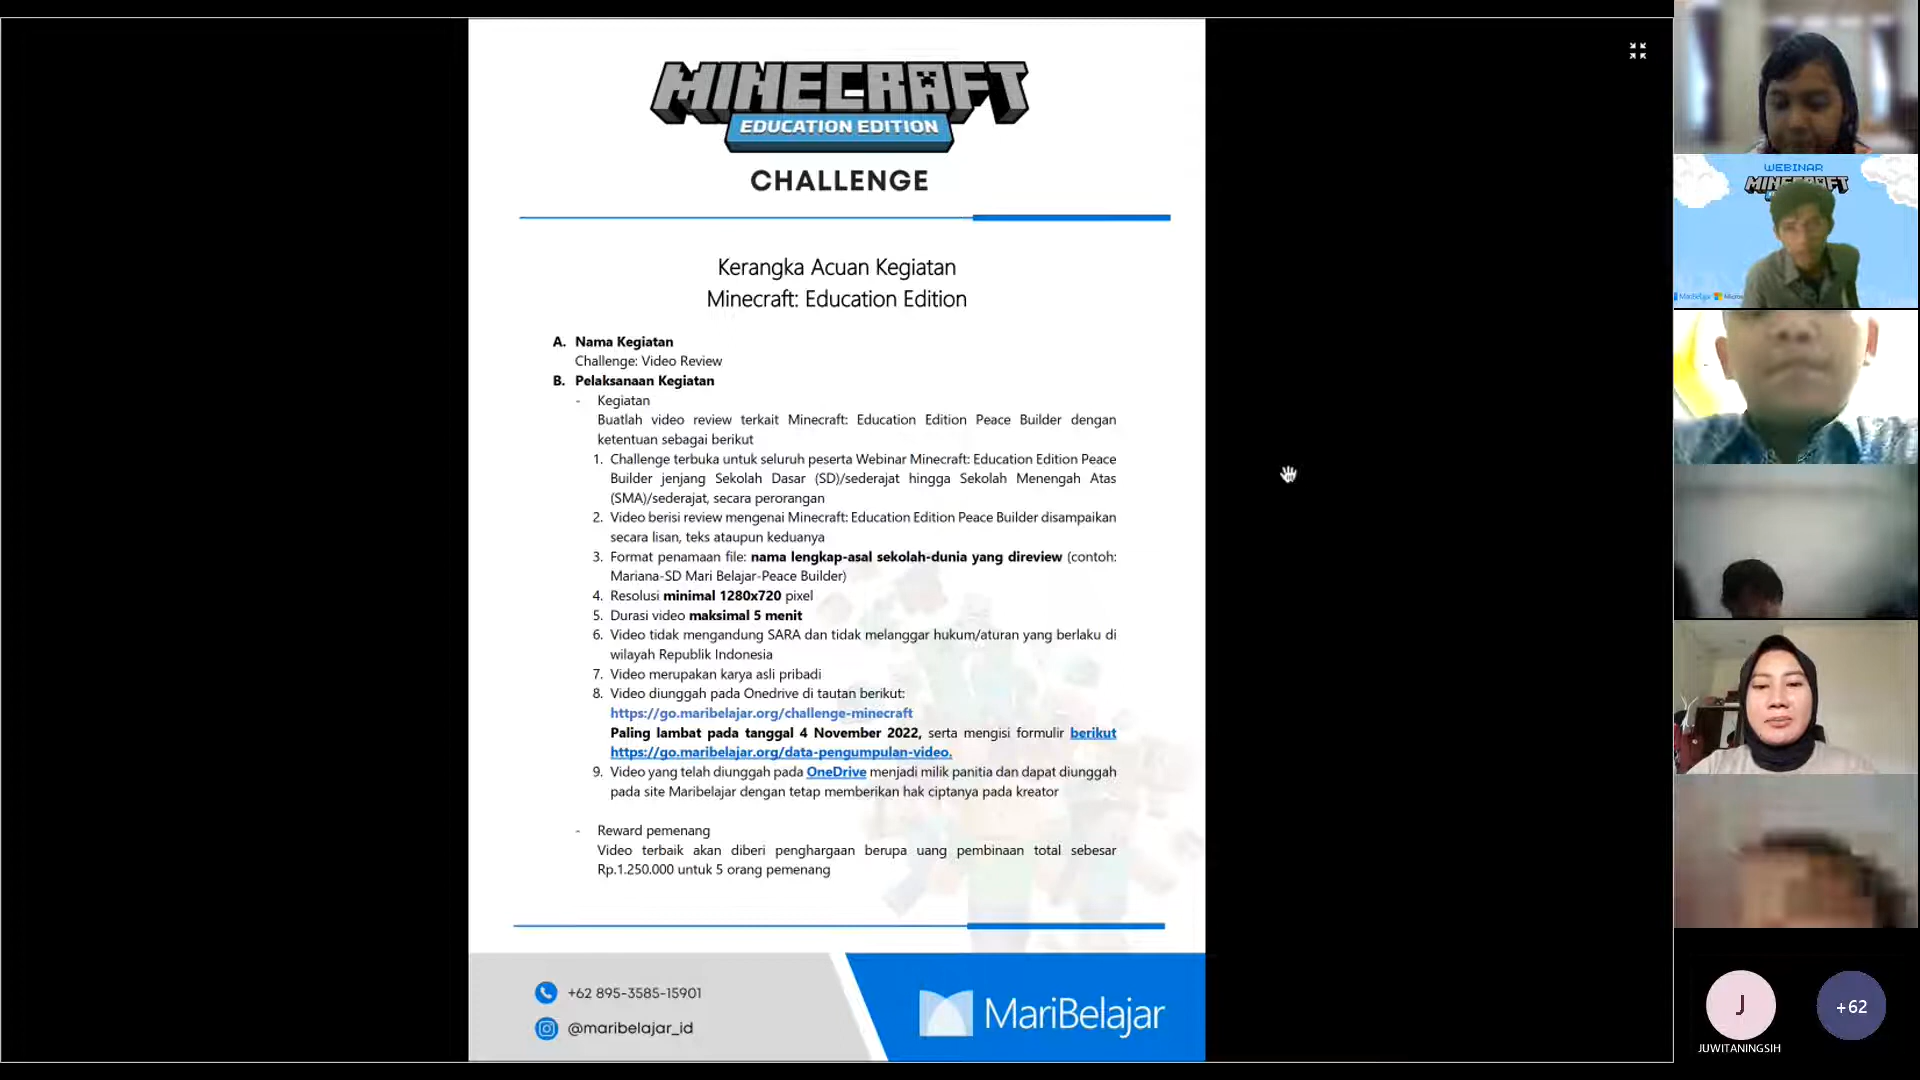 MINECRAFT
EDUCATION EDITION
CHALLENGE
Kerangka Acuan Kegiatan
Minecraft: Education Edition
A. Nama Kegiatan
Challenge: Video Review
B. Pelaksanaan Kegiatan
- Kegiatan
Buatlah video review terkait Minecraft: Education Edition Peace Builder dengan
ketentuan sebagai berikut
1. Challenge terbuka untuk seluruh peserta Webinar Minecraft: Education Edition Peace
Builder jenjang Sekolah Dasar (SD)/sederajat hingga Sekolah Menengah Atas
(SMA)/sederajat, secara perorangan
2. Video berisi review mengenai Minecraft: Education Edition Peace Builder disampaikan
secara lisan, teks ataupun keduanya
3. Format penamaan file: nama lengkap-asal sekolah-dunia yang direview (contoh:
Mariana-SD Mari Belajar-Peace Builder)
4. Resolusi minimal 1280x720 pixel
5. Durasi video maksimal 5 menit
6. Video tidak mengandung SARA dan tidak melanggar hukum/aturan yang berlaku di
wilayah Republik Indonesia
7. Video merupakan karya asli pribadi
8. Video diunggah pada Onedrive di tautan berikut:
https://go.maribelajar.org/challenge-minecraft
Paling lambat pada tanggal 4 November 2022, serta mengisi formulir berikut
https://go.maribelajar.org/data-pengumpulan-video.
9. Video yang telah diunggah pada OneDrive menjadi milik panitia dan dapat diunggah
pada site Maribelajar dengan tetap memberikan hak ciptanya pada kreator
- Reward pemenang
Video terbaik akan diberi penghargaan berupa uang pembinaan total sebesar
Rp.1.250.000 untuk 5 orang pemenang
+62 895-3585-15901
@maribelajar_id
MariBelajar
WEBINAR
MINECRAFT
MariBelajar
J
+62
JUWITANINGSIH